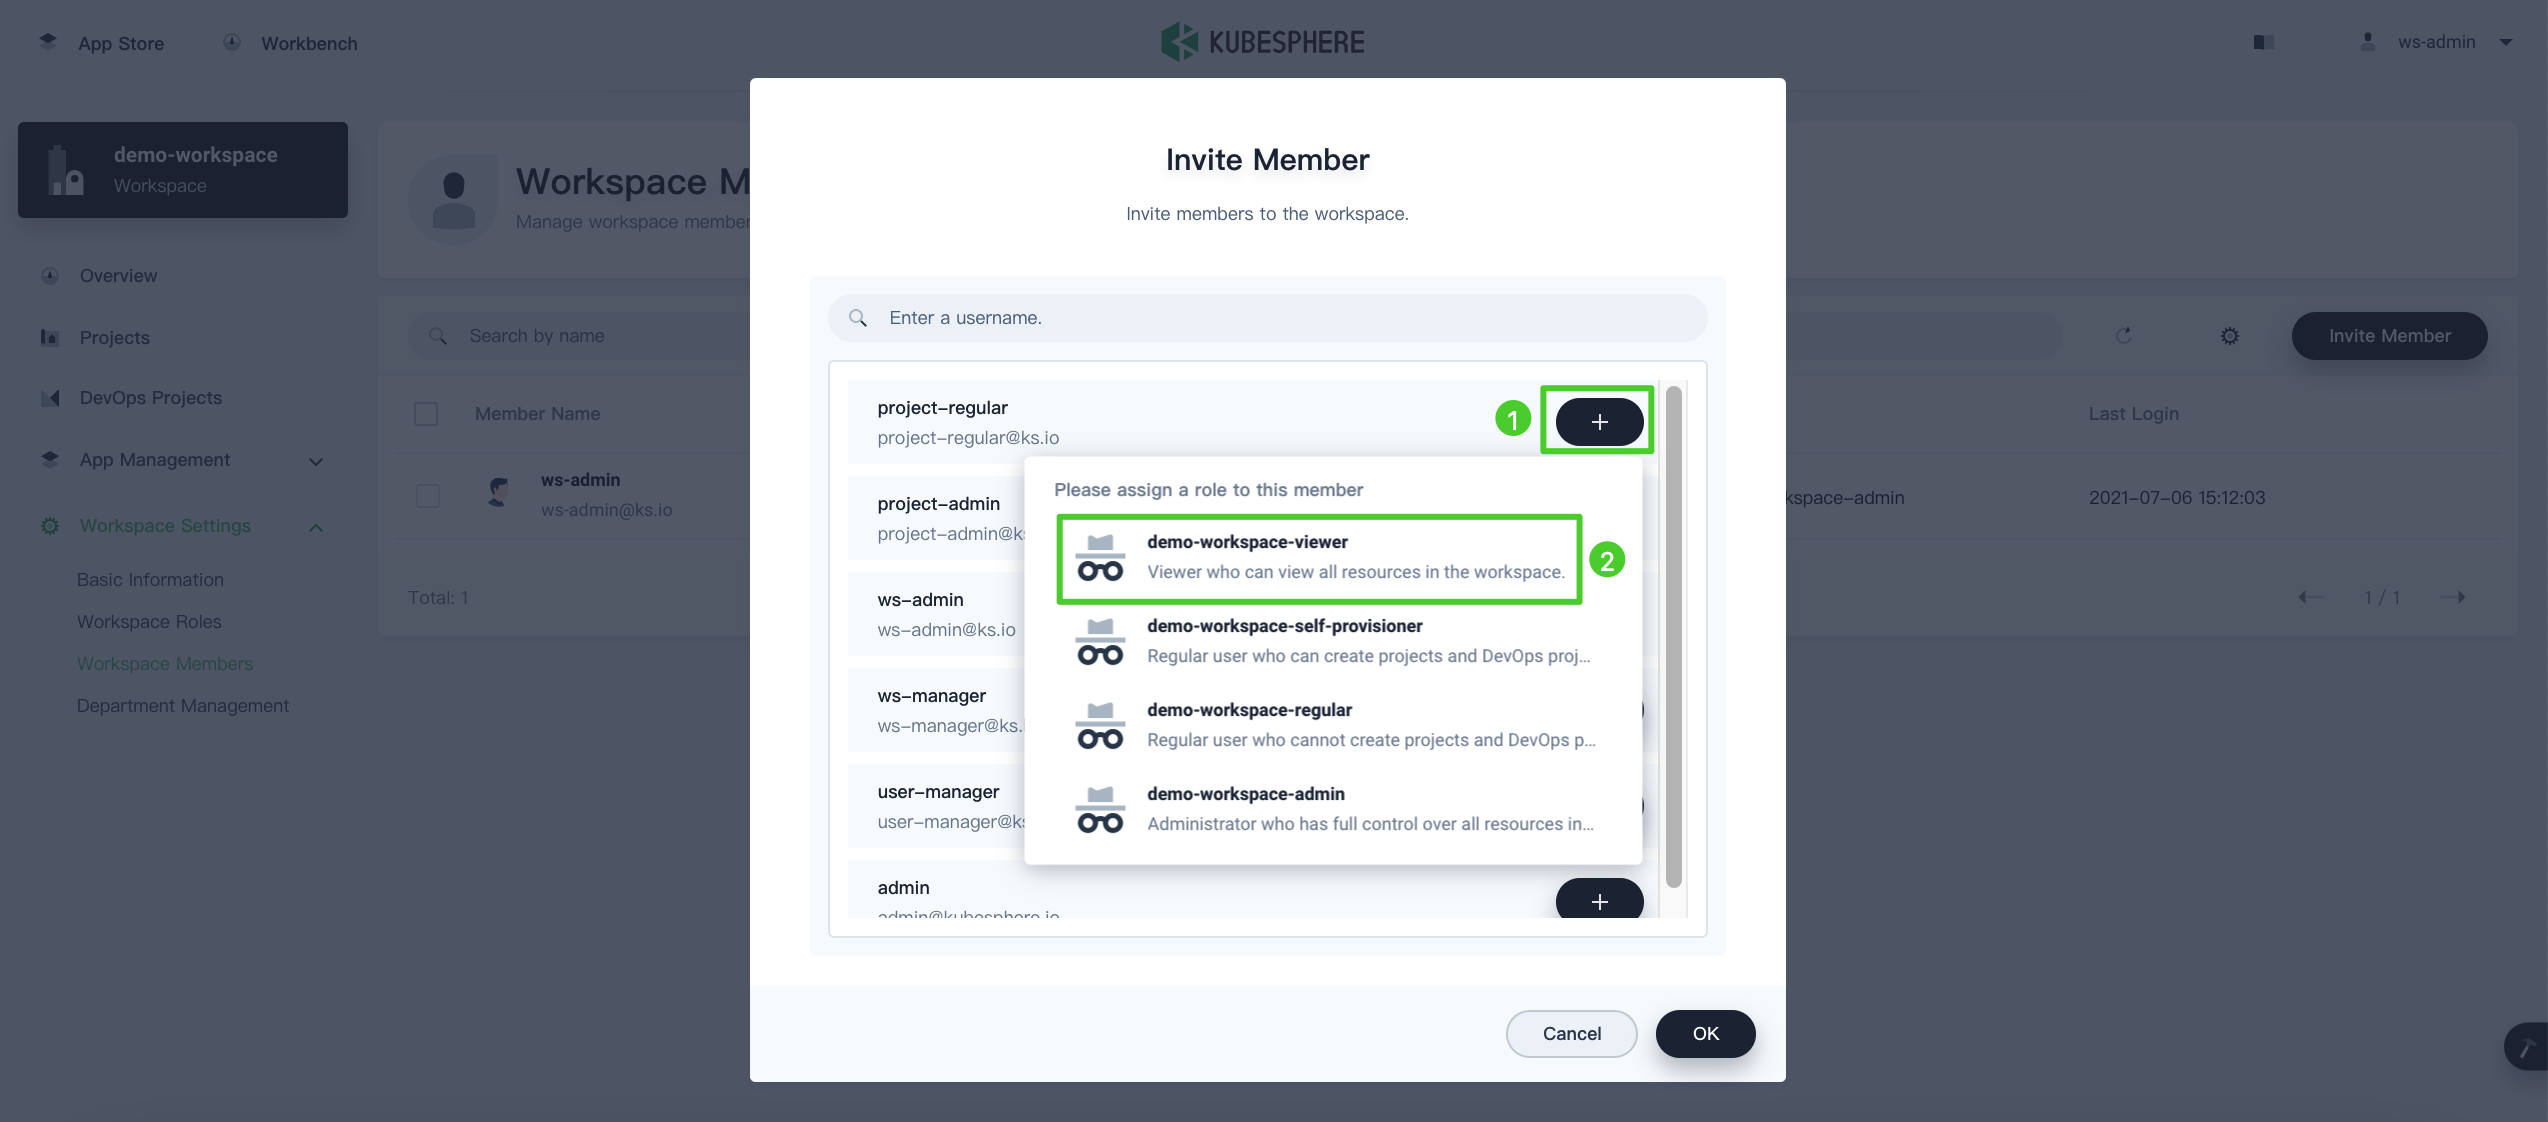 App Store
Workbench
KUBESPHERE
ws-admin
demo-workspace
Workspace
Overview
Projects
DevOps Projects
App Management
Workspace Settings
Basic Information
Workspace Roles
Workspace Members
Department Management
Workspace M
Manage workspace member
Search by name
Invite Member
Member Name
Last Login
ws-admin
ws-admin@ks.io
kspace-admin
2021-07-06 15:12:03
Total: 1
1 / 1
Invite Member
Invite members to the workspace.
Enter a username.
project-regular
project-regular@ks.io
1
+
project-admin
project-admin@ks
ws-admin
ws-admin@ks.io
ws-manager
ws-manager@ks.
user-manager
user-manager@ks
admin
admin@kubesphere.io
+
Please assign a role to this member
demo-workspace-viewer
Viewer who can view all resources in the workspace.
2
demo-workspace-self-provisioner
Regular user who can create projects and DevOps proj...
demo-workspace-regular
Regular user who cannot create projects and DevOps p...
demo-workspace-admin
Administrator who has full control over all resources in...
Cancel
OK